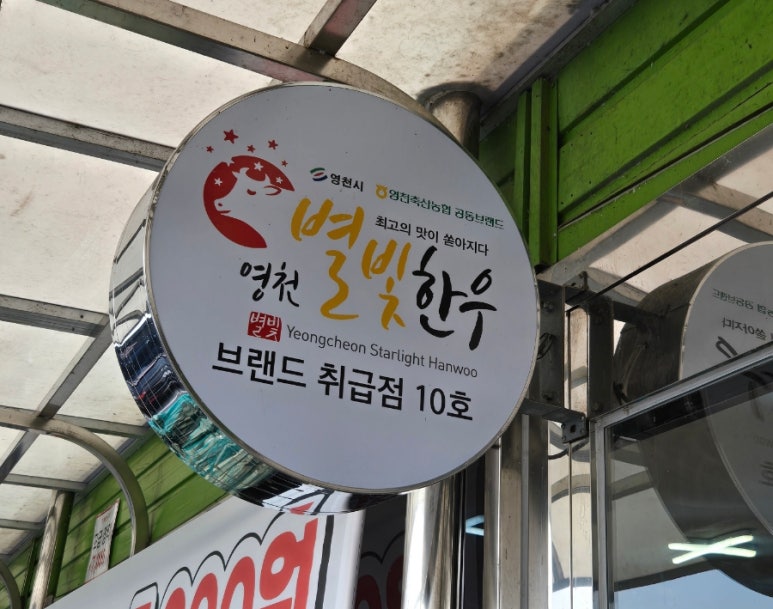 영천시 영천축산농협 공동브랜드
최고의 맛이 쏟아지다
영천 별빛한우
별빛 Yeongcheon Starlight Hanwoo
브랜드 취급점 10호